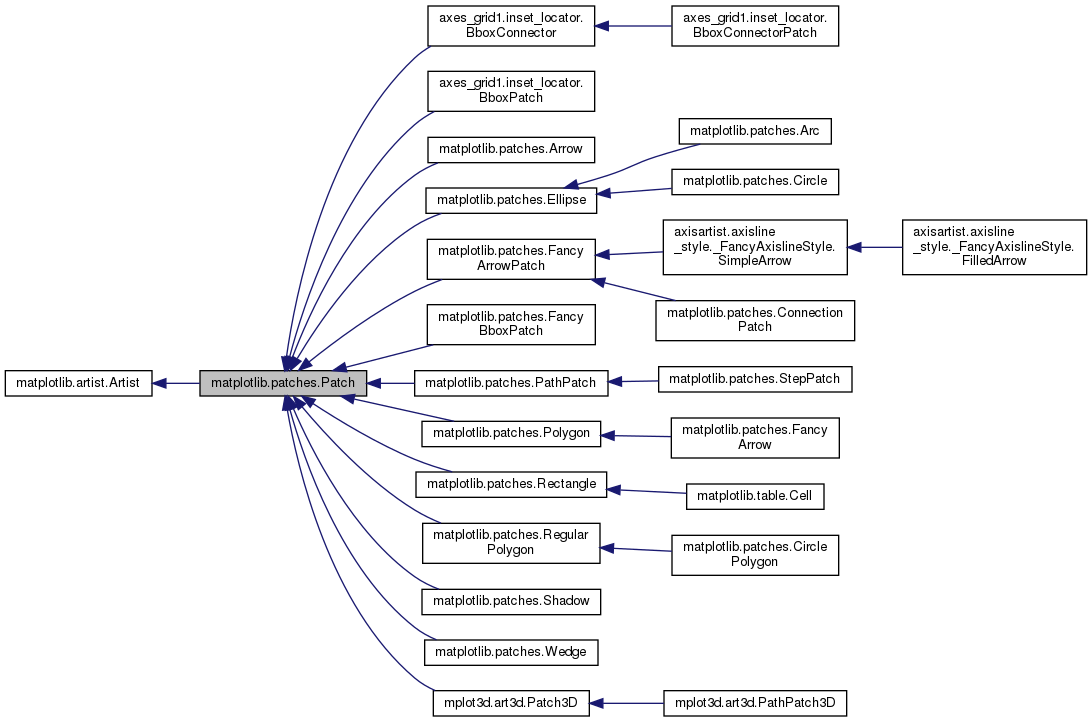 axes_grid1.inset_locator.
BboxConnector
axes_grid1.inset_locator.
BboxConnectorPatch
axes_grid1.inset_locator.
BboxPatch
matplotlib.patches.Arrow
matplotlib.patches.Arc
matplotlib.patches.Ellipse
matplotlib.patches.Circle
matplotlib.patches.Fancy
ArrowPatch
axisartist.axisline
_style._FancyAxislineStyle.
SimpleArrow
axisartist.axisline
_style._FancyAxislineStyle.
FilledArrow
matplotlib.patches.Connection
Patch
matplotlib.patches.Fancy
BboxPatch
matplotlib.artist.Artist
matplotlib.patches.Patch
matplotlib.patches.PathPatch
matplotlib.patches.StepPatch
matplotlib.patches.Polygon
matplotlib.patches.Fancy
Arrow
matplotlib.patches.Rectangle
matplotlib.table.Cell
matplotlib.patches.Regular
Polygon
matplotlib.patches.Circle
Polygon
matplotlib.patches.Shadow
matplotlib.patches.Wedge
mplot3d.art3d.Patch3D
mplot3d.art3d.PathPatch3D